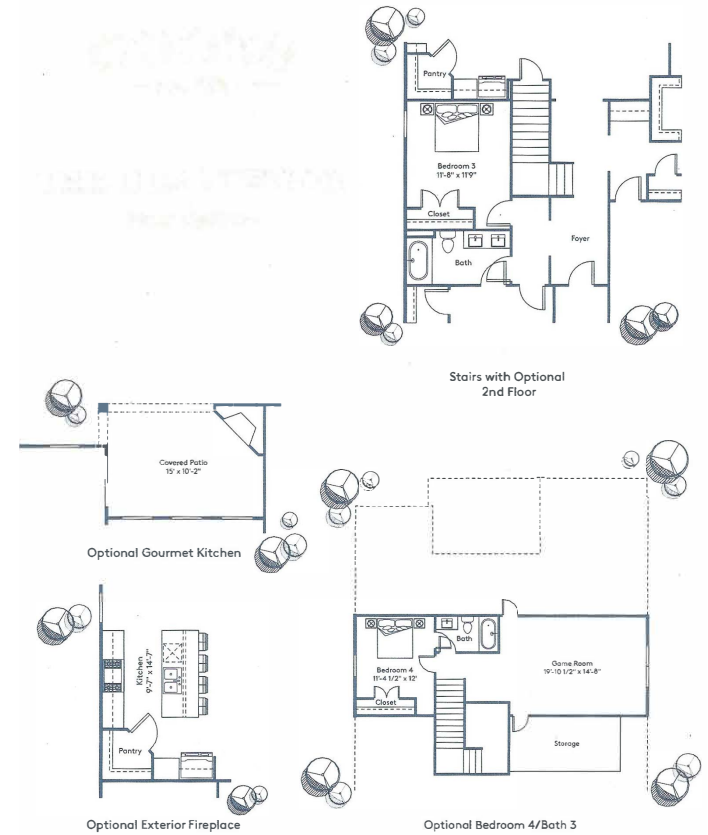 Pantry
Bedroom 3
11'-8" x 11'9"
Closet
Bath
Foyer
Stairs with Optional
2nd Floor
Covered Patio
15' x 10'-2"
Optional Gourmet Kitchen
Kitchen
9'-7" x 14'-7"
Pantry
Optional Exterior Fireplace
Bedroom 4
11'-4 1/2" x 12'
Closet
Bath
Game Room
19'-10 1/2" x 14'-8"
Storage
Optional Bedroom 4/Bath 3